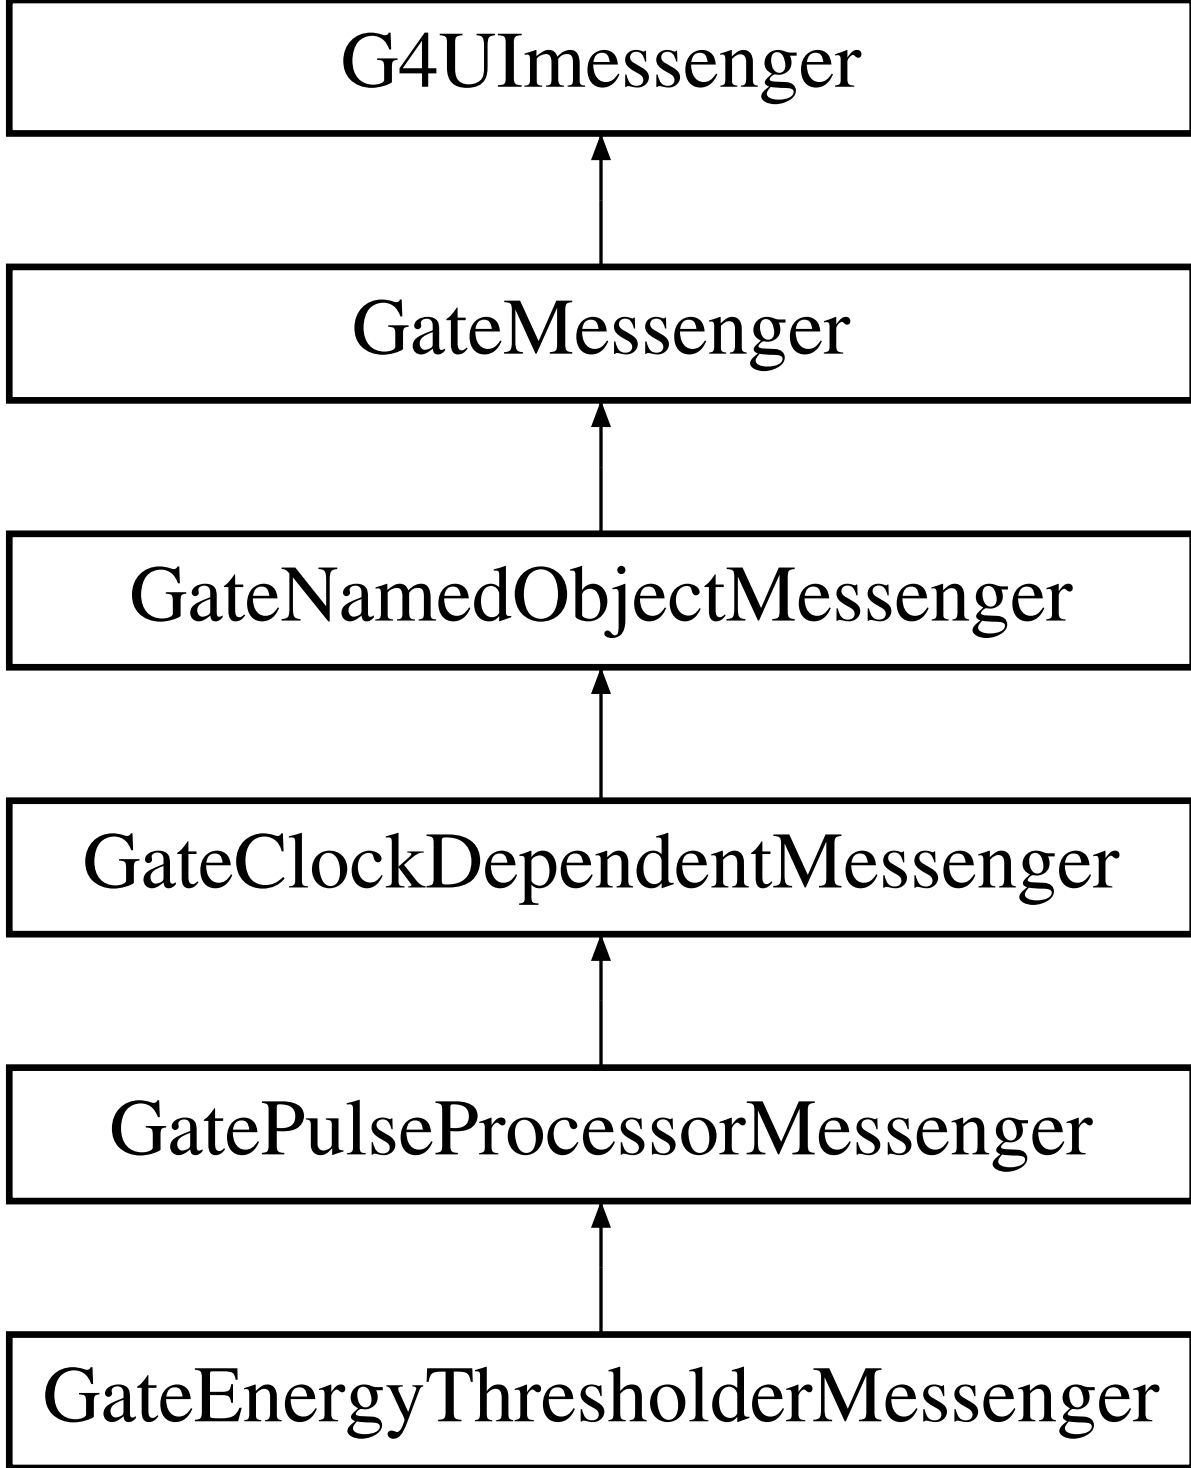 G4UImessenger
GateMessenger
GateNamedObjectMessenger
GateClockDependentMessenger
GatePulseProcessorMessenger
GateEnergyThresholderMessenger